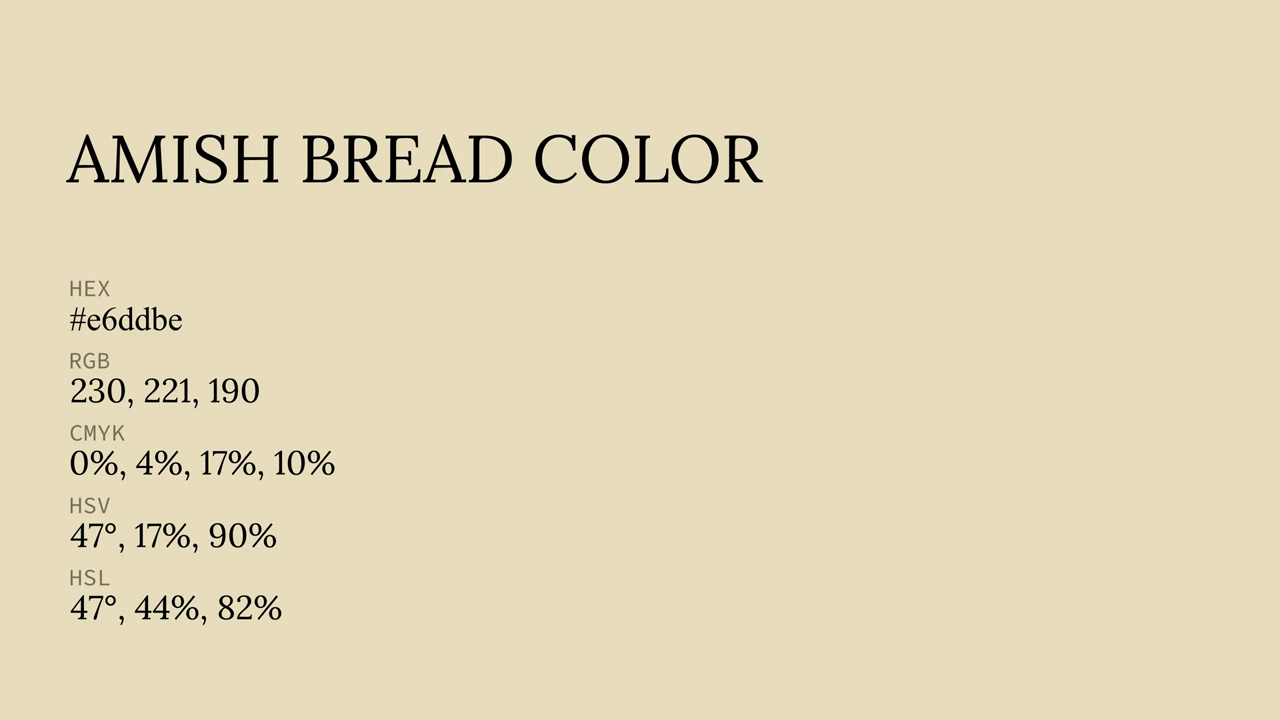 AMISH BREAD COLOR
HEX
#e6ddbe
RGB
230, 221, 190
CMYK
0%, 4%, 17%, 10%
HSV
47°, 17%, 90%
HSL
47°, 44%, 82%